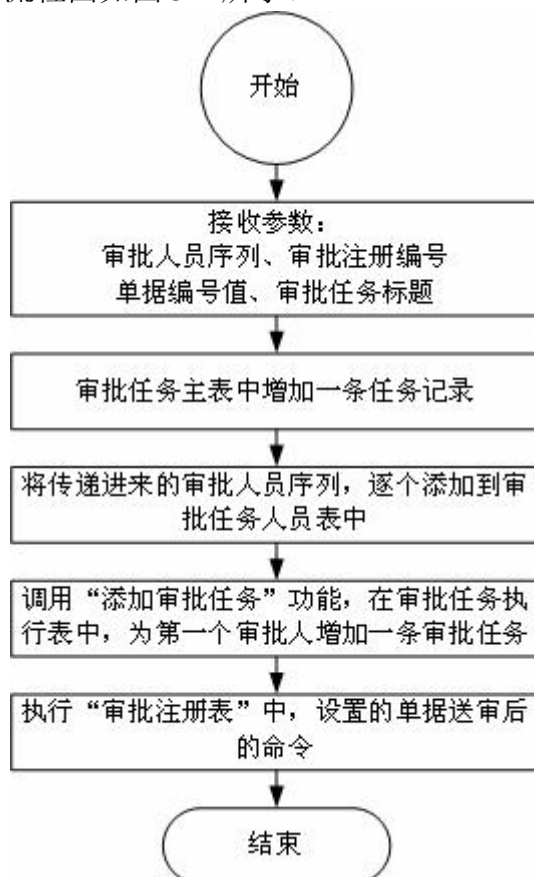 开始
接收参数：
审批人员序列、审批注册编号
单据编号值、审批任务标题
审批任务主表中增加一条任务记录
将传递进来的审批人员序列，逐个添加到审
批任务人员表中
调用“添加审批任务”功能，在审批任务执
行表中，为第一个审批人增加一条审批任务
执行“审批注册表”中，设置的单据送审后
的命令
结束